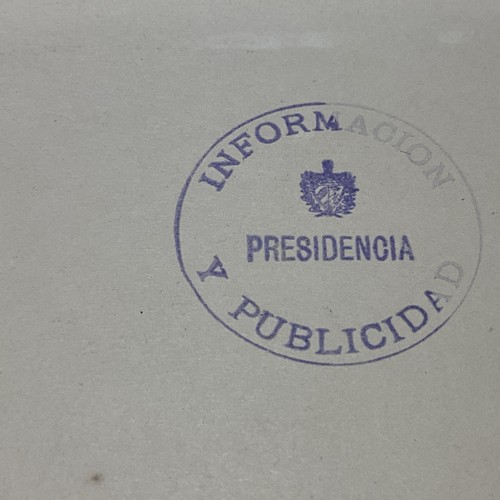 INFORMACION
PRESIDENCIA
Y PUBLICIDAD